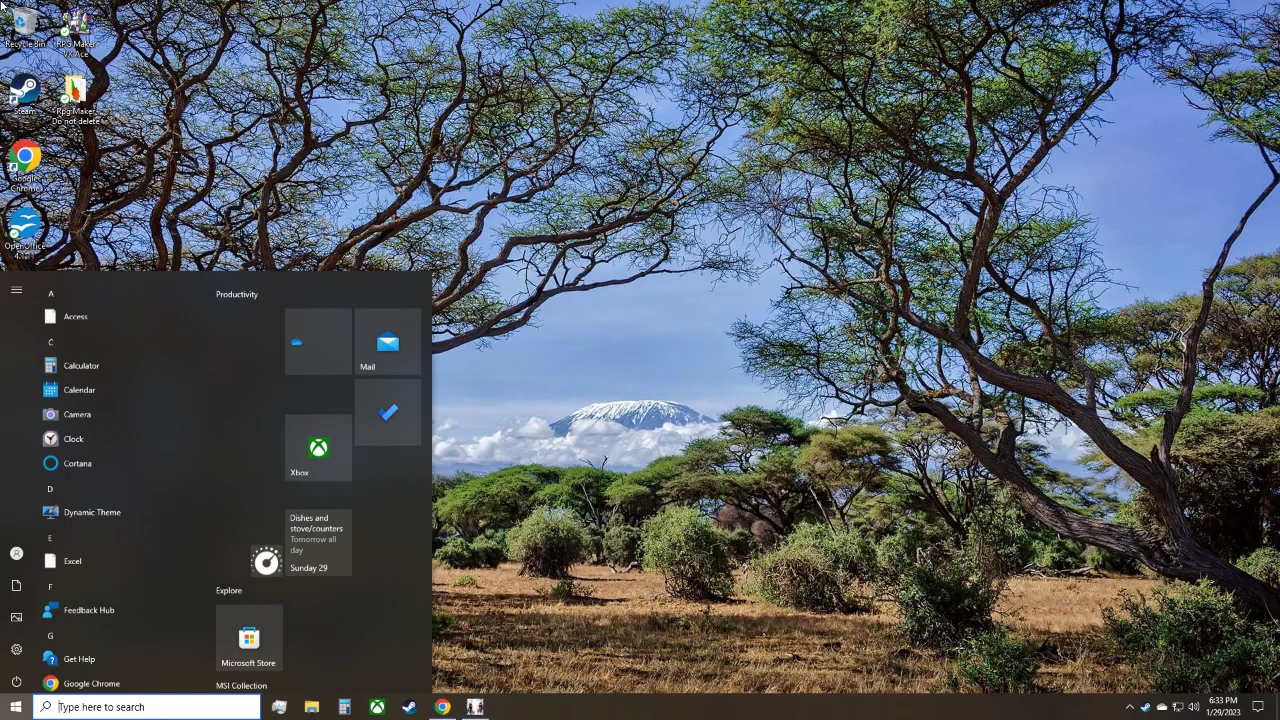 Recycle Bin
RPG Maker
Steam
Rpg Maker
Do not delete
Google
Chrome
OpenOffice
A
Productivity
Access
C
Calculator
Mail
Calendar
Camera
Clock
Cortana
Xbox
D
Dynamic Theme
Dishes and
stove/counters
Tomorrow all
day
Sunday 29
E
Excel
F
Explore
Feedback Hub
G
Get Help
Microsoft Store
Google Chrome
MSI Collection
Type here to search
6:33 PM
1/29/2023